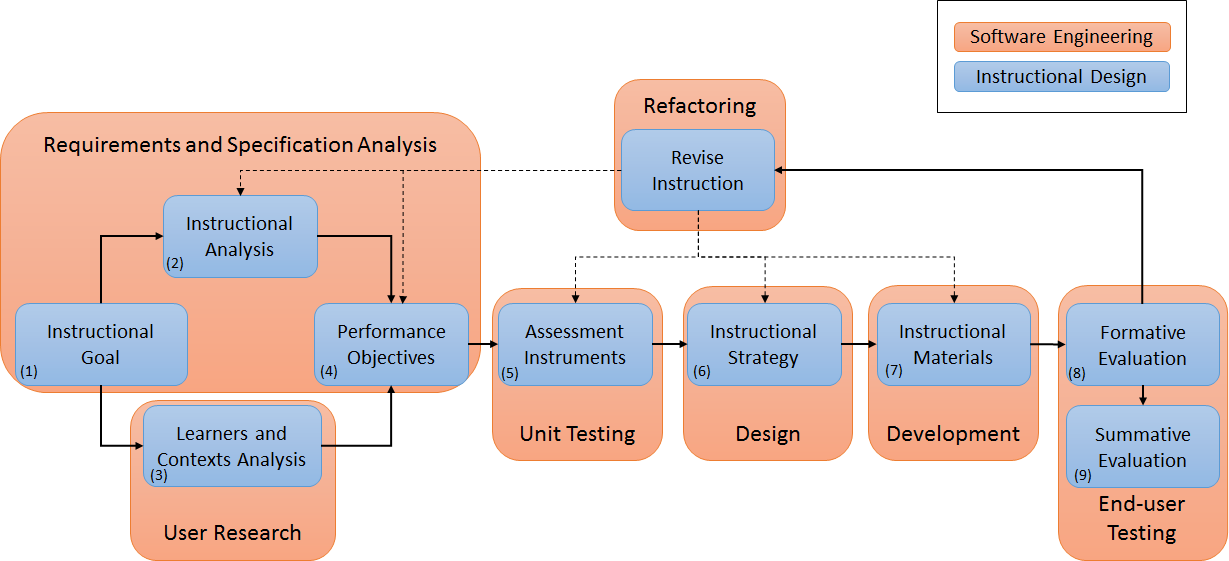 Software Engineering
Instructional Design
Refactoring
Revise
Instruction
Requirements and Specification Analysis
Instructional
Analysis
(2)
Instructional
Goal
(1)
Performance
Objectives
(4)
Learners and
Contexts Analysis
(3)
User Research
Assessment
Instruments
(5)
Unit Testing
Instructional
Strategy
(6)
Design
Instructional
Materials
(7)
Development
Formative
Evaluation
(8)
Summative
Evaluation
(9)
End-user
Testing